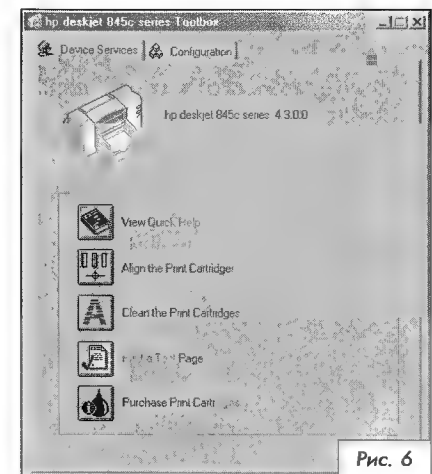 hp deskjet 845c series Toolbox
Device Services
Configuration
hp deskjet 845c series 4.3.0.0
View Quick Help
Align the Print Cartridges
Clean the Print Cartridges
Page
Purchase Print
Рис. 6